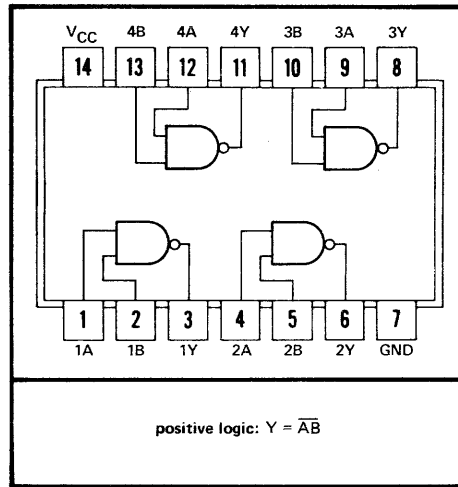 VCC 4B 4A 4Y 3B 3A 3Y
14 13 12 11 10 9 8
1 2 3 4 5 6 7
1A 1B 1Y 2A 2B 2Y GND
positive logic: Y = A̅B̅